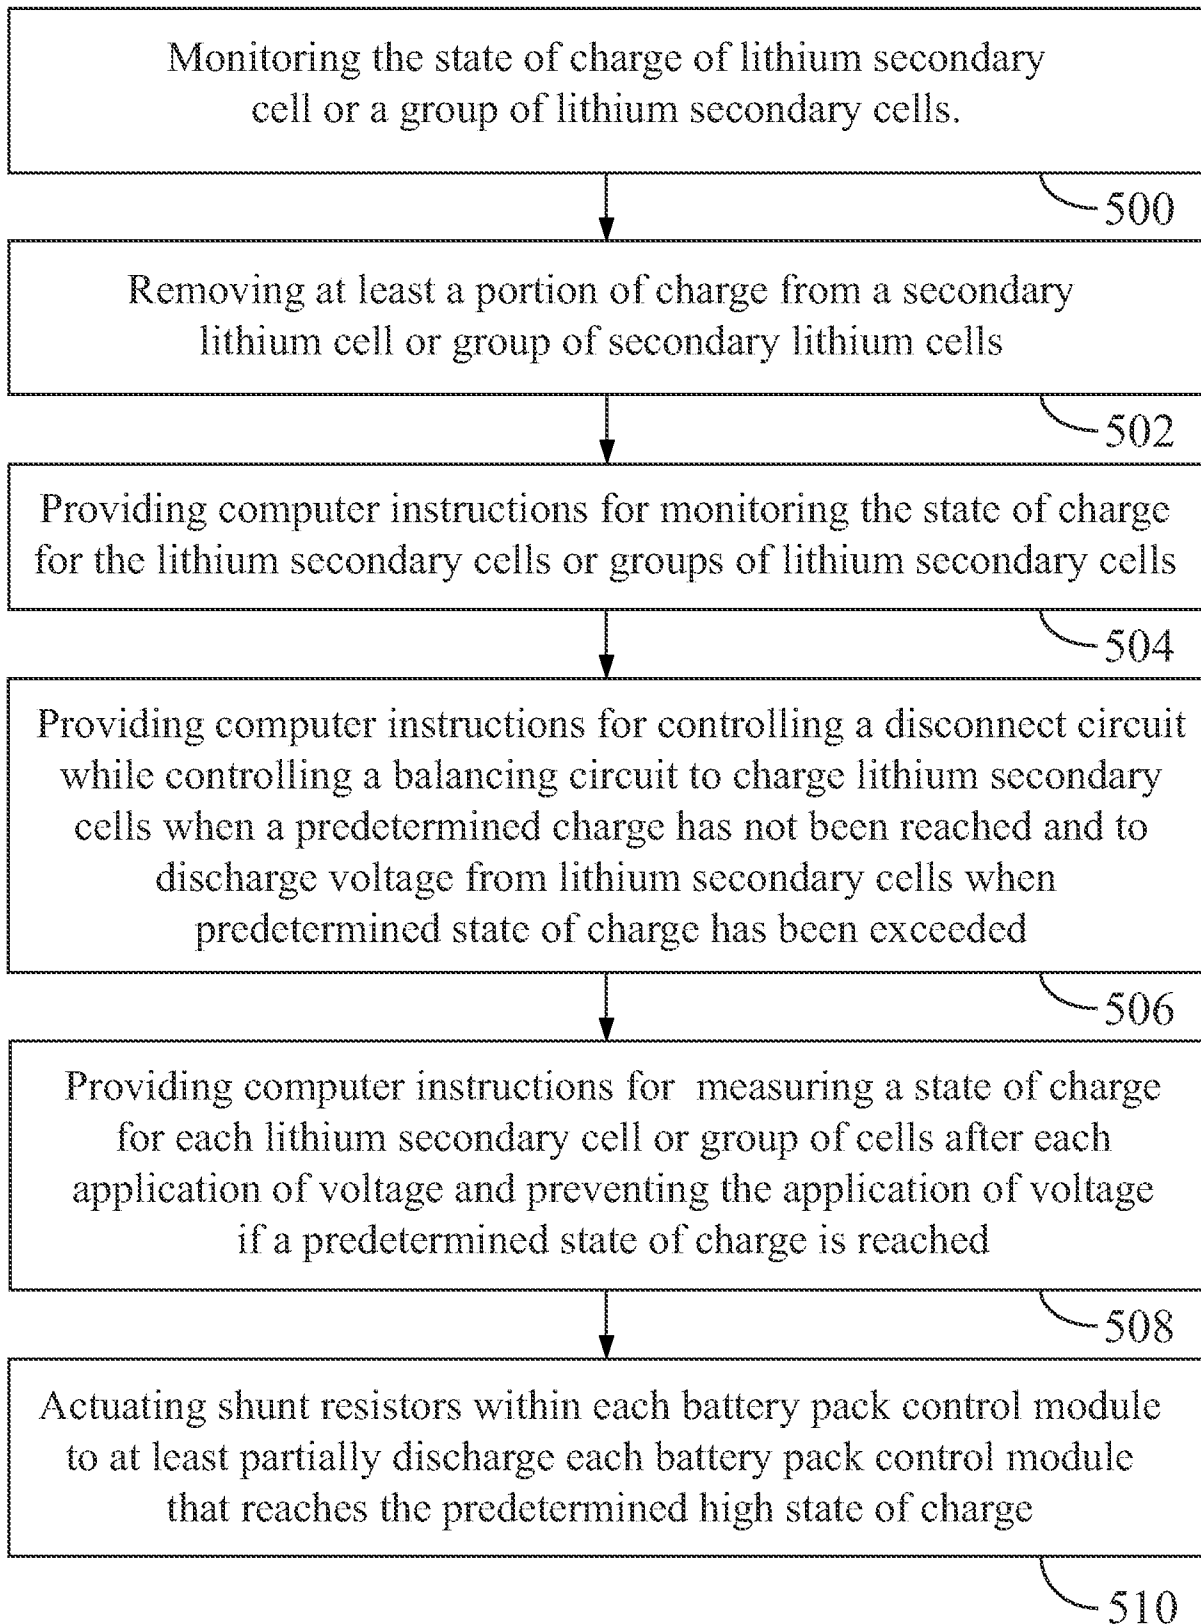 Monitoring the state of charge of lithium secondary
cell or a group of lithium secondary cells.
500
Removing at least a portion of charge from a secondary
lithium cell or group of secondary lithium cells
502
Providing computer instructions for monitoring the state of charge
for the lithium secondary cells or groups of lithium secondary cells
504
Providing computer instructions for controlling a disconnect circuit
while controlling a balancing circuit to charge lithium secondary
cells when a predetermined charge has not been reached and to
discharge voltage from lithium secondary cells when
predetermined state of charge has been exceeded
506
Providing computer instructions for measuring a state of charge
for each lithium secondary cell or group of cells after each
application of voltage and preventing the application of voltage
if a predetermined state of charge is reached
508
Actuating shunt resistors within each battery pack control module
to at least partially discharge each battery pack control module
that reaches the predetermined high state of charge
510